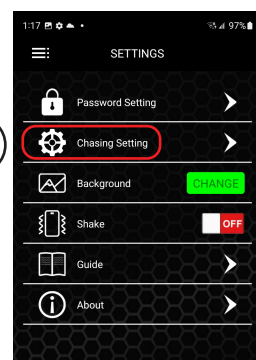 1:17 97%
SETTINGS
Password Setting
Chasing Setting
Background CHANGE
Shake OFF
Guide
About